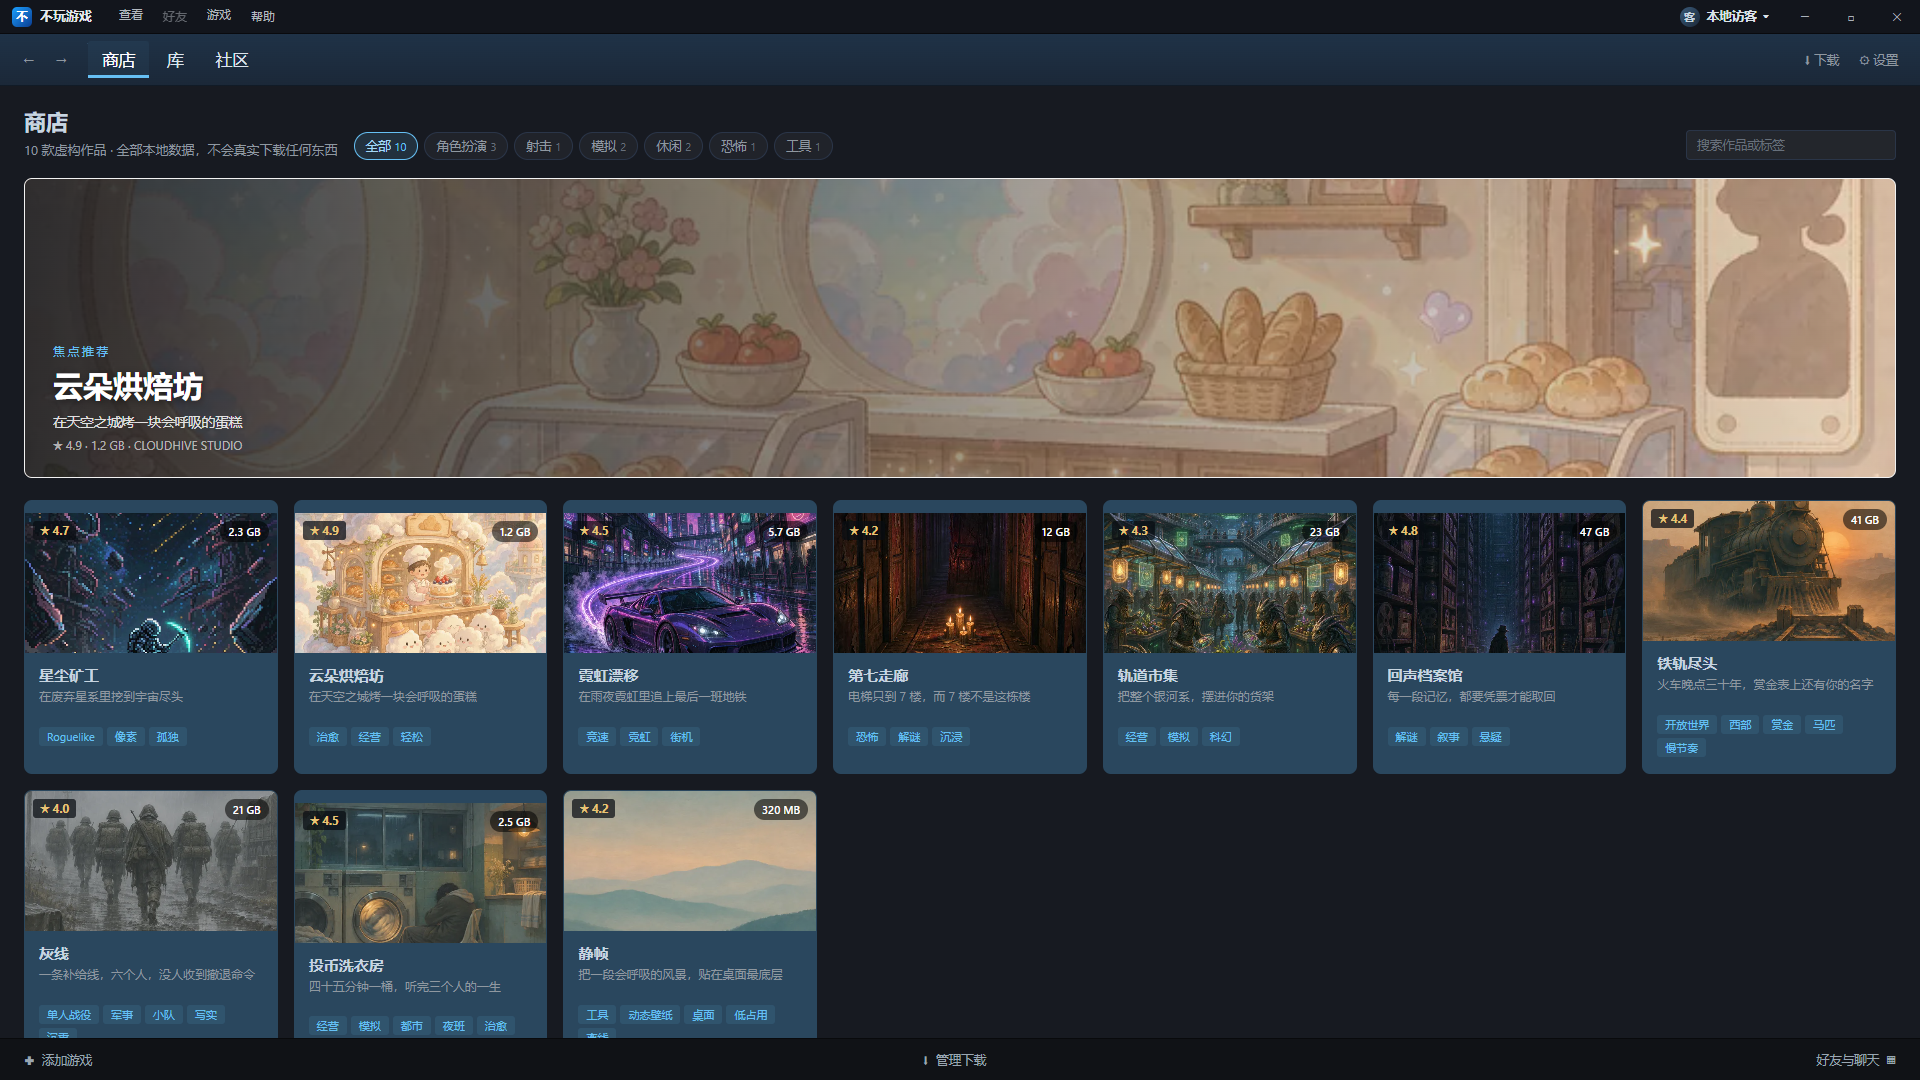 不 不玩游戏 查看 好友 游戏 帮助 客 本地访客
← → 商店 库 社区 下载 设置
商店
10 款虚构作品 · 全部本地数据，不会真实下载任何东西
全部 10 角色扮演 3 射击 1 模拟 2 休闲 2 恐怖 1 工具 1
搜索作品或标签
焦点推荐
云朵烘焙坊
在天空之城烤一块会呼吸的蛋糕
★ 4.9 · 1.2 GB · CLOUDHIVE STUDIO
★ 4.7 2.3 GB
星尘矿工
在废弃星系里挖到宇宙尽头
Roguelike 像素 孤独
★ 4.9 1.2 GB
云朵烘焙坊
在天空之城烤一块会呼吸的蛋糕
治愈 经营 轻松
★ 4.5 5.7 GB
霓虹漂移
在雨夜霓虹里追上最后一班地铁
竞速 霓虹 街机
★ 4.2 12 GB
第七走廊
电梯只到 7 楼，而 7 楼不是这栋楼
恐怖 解谜 沉浸
★ 4.3 23 GB
轨道市集
把整个银河系，摆进你的货架
经营 模拟 科幻
★ 4.8 47 GB
回声档案馆
每一段记忆，都要凭票才能取回
解谜 叙事 悬疑
★ 4.4 41 GB
铁轨尽头
火车晚点三十年，赏金表上还有你的名字
开放世界 西部 赏金 马匹
慢节奏
★ 4.0 21 GB
灰线
一条补给线，六个人，没人收到撤退命令
单人战役 军事 小队 写实
★ 4.5 2.5 GB
投币洗衣房
四十五分钟一桶，听完三个人的一生
经营 模拟 都市 夜班 治愈
★ 4.2 320 MB
静帧
把一段会呼吸的风景，贴在桌面最底层
工具 动态壁纸 桌面 低占用
添加游戏 管理下载 好友与聊天